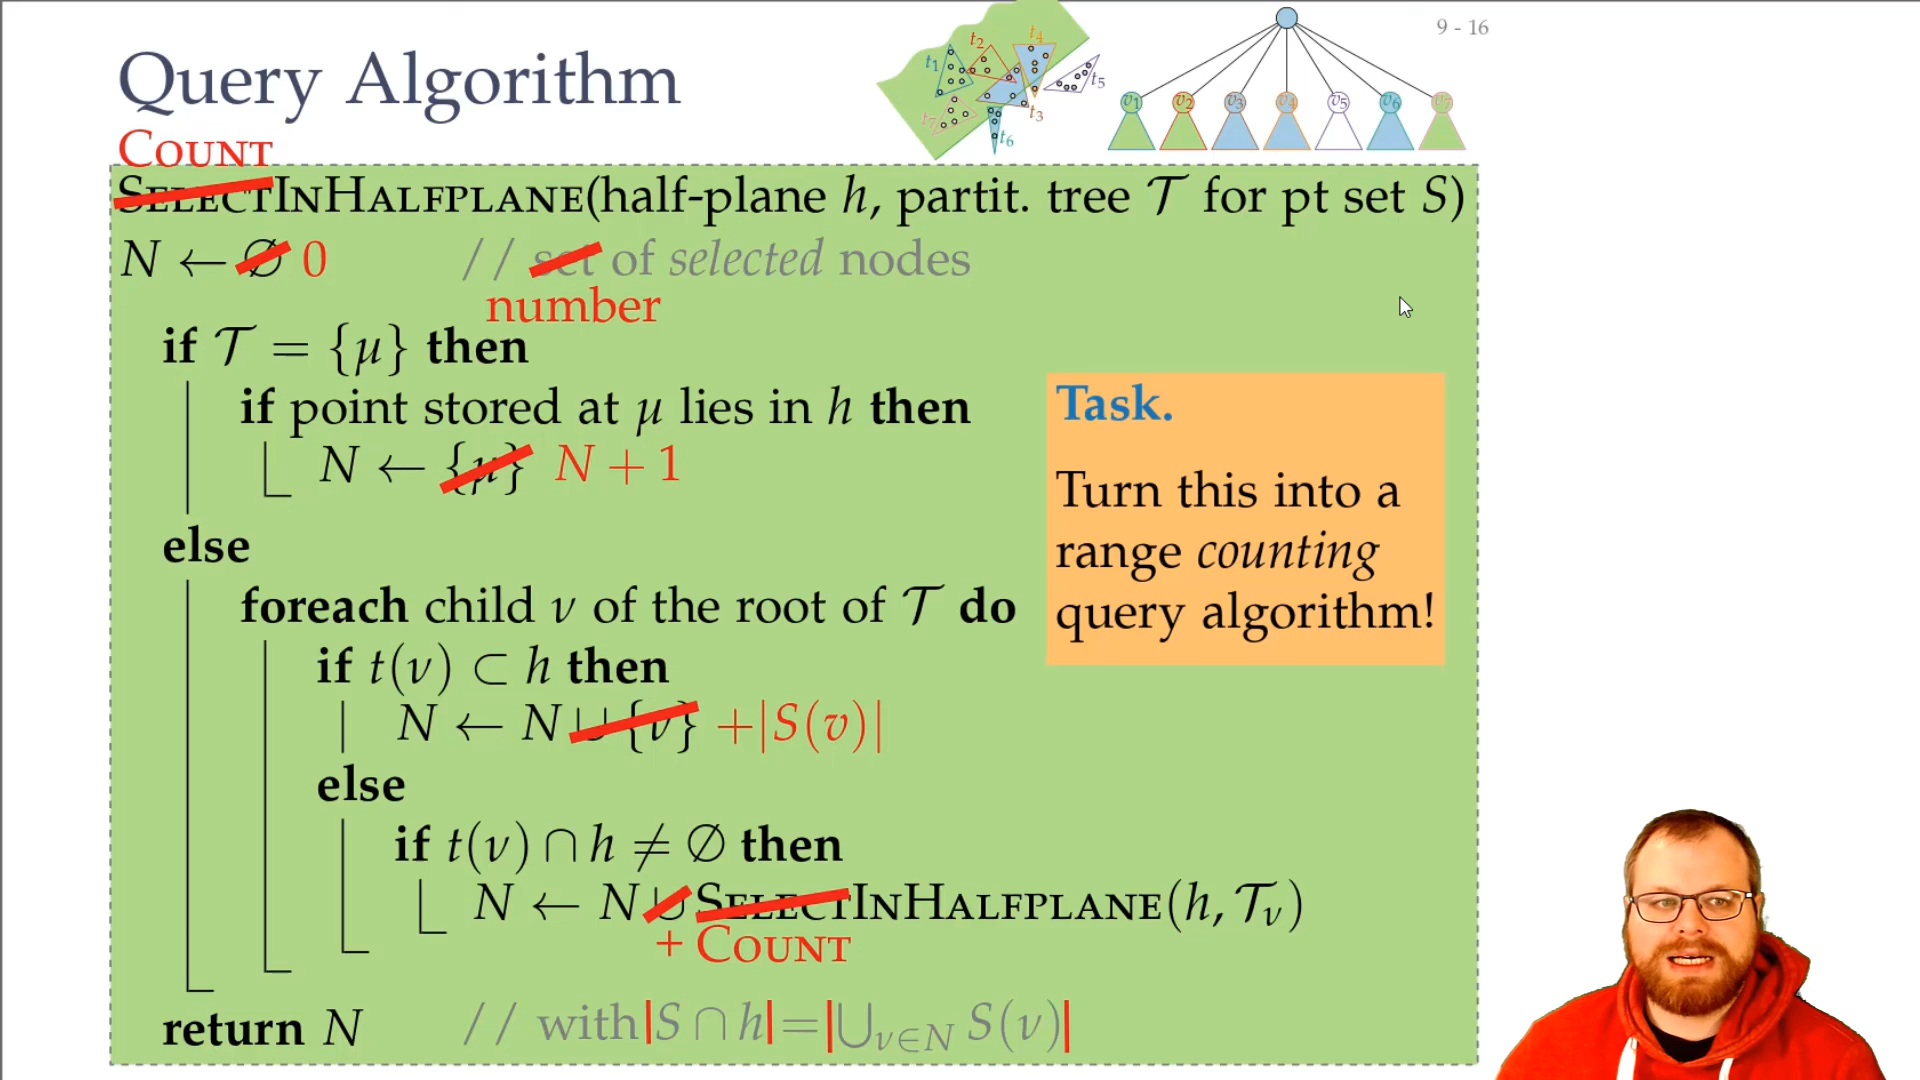 9 - 16
t1 t2 t4 t5 t3 t7 t6
v1 v2 v3 v4 v5 v6 v7
Query Algorithm
COUNT
SELECTINHALFPLANE(half-plane h, partit. tree 𝒯 for pt set S)
N ← ∅ 0 // set of selected nodes
number
if 𝒯 = {μ} then
if point stored at μ lies in h then
N ← {μ} N + 1
else
foreach child ν of the root of 𝒯 do
if t(ν) ⊂ h then
N ← N ∪ {ν} +|S(v)|
else
if t(ν) ∩ h ≠ ∅ then
N ← N ∪ SELECTINHALFPLANE(h, 𝒯ν)
+ COUNT
return N // with|S ∩ h|=|⋃ν∈N S(ν)|
Task.
Turn this into a
range counting
query algorithm!